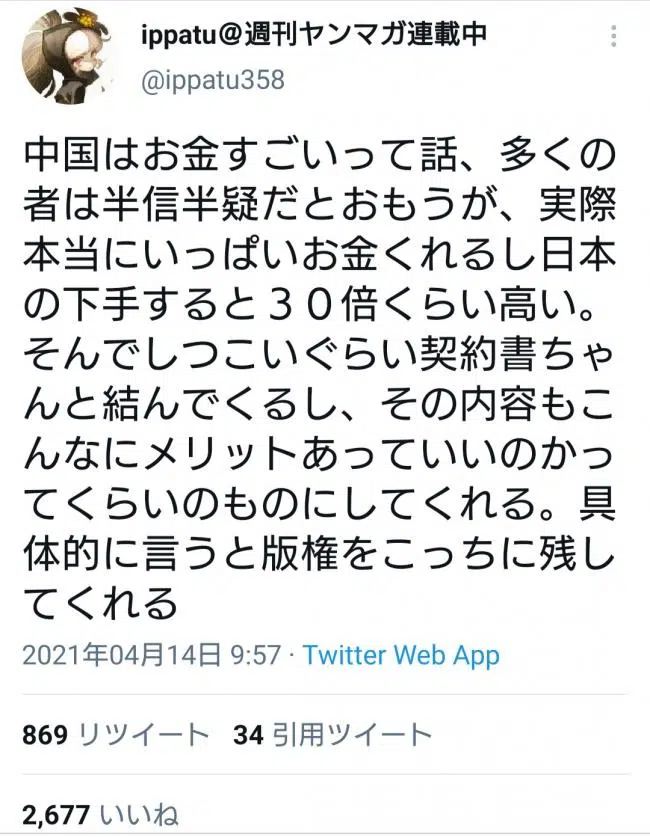 ippatu@週刊ヤンマガ連載中
@ippatu358
中国はお金すごいって話、多くの
者は半信半疑だとおもうが、実際
本当にいっぱいお金くれるし日本
の下手すると３０倍くらい高い。
そんでしつこいぐらい契約書ちゃ
んと結んでくるし、その内容もこ
んなにメリットあっていいのかっ
てくらいのものにしてくれる。具
体的に言うと版権をこっちに残し
てくれる
2021年04月14日 9:57 · Twitter Web App
869 リツイート 34 引用ツイート
2,677 いいね